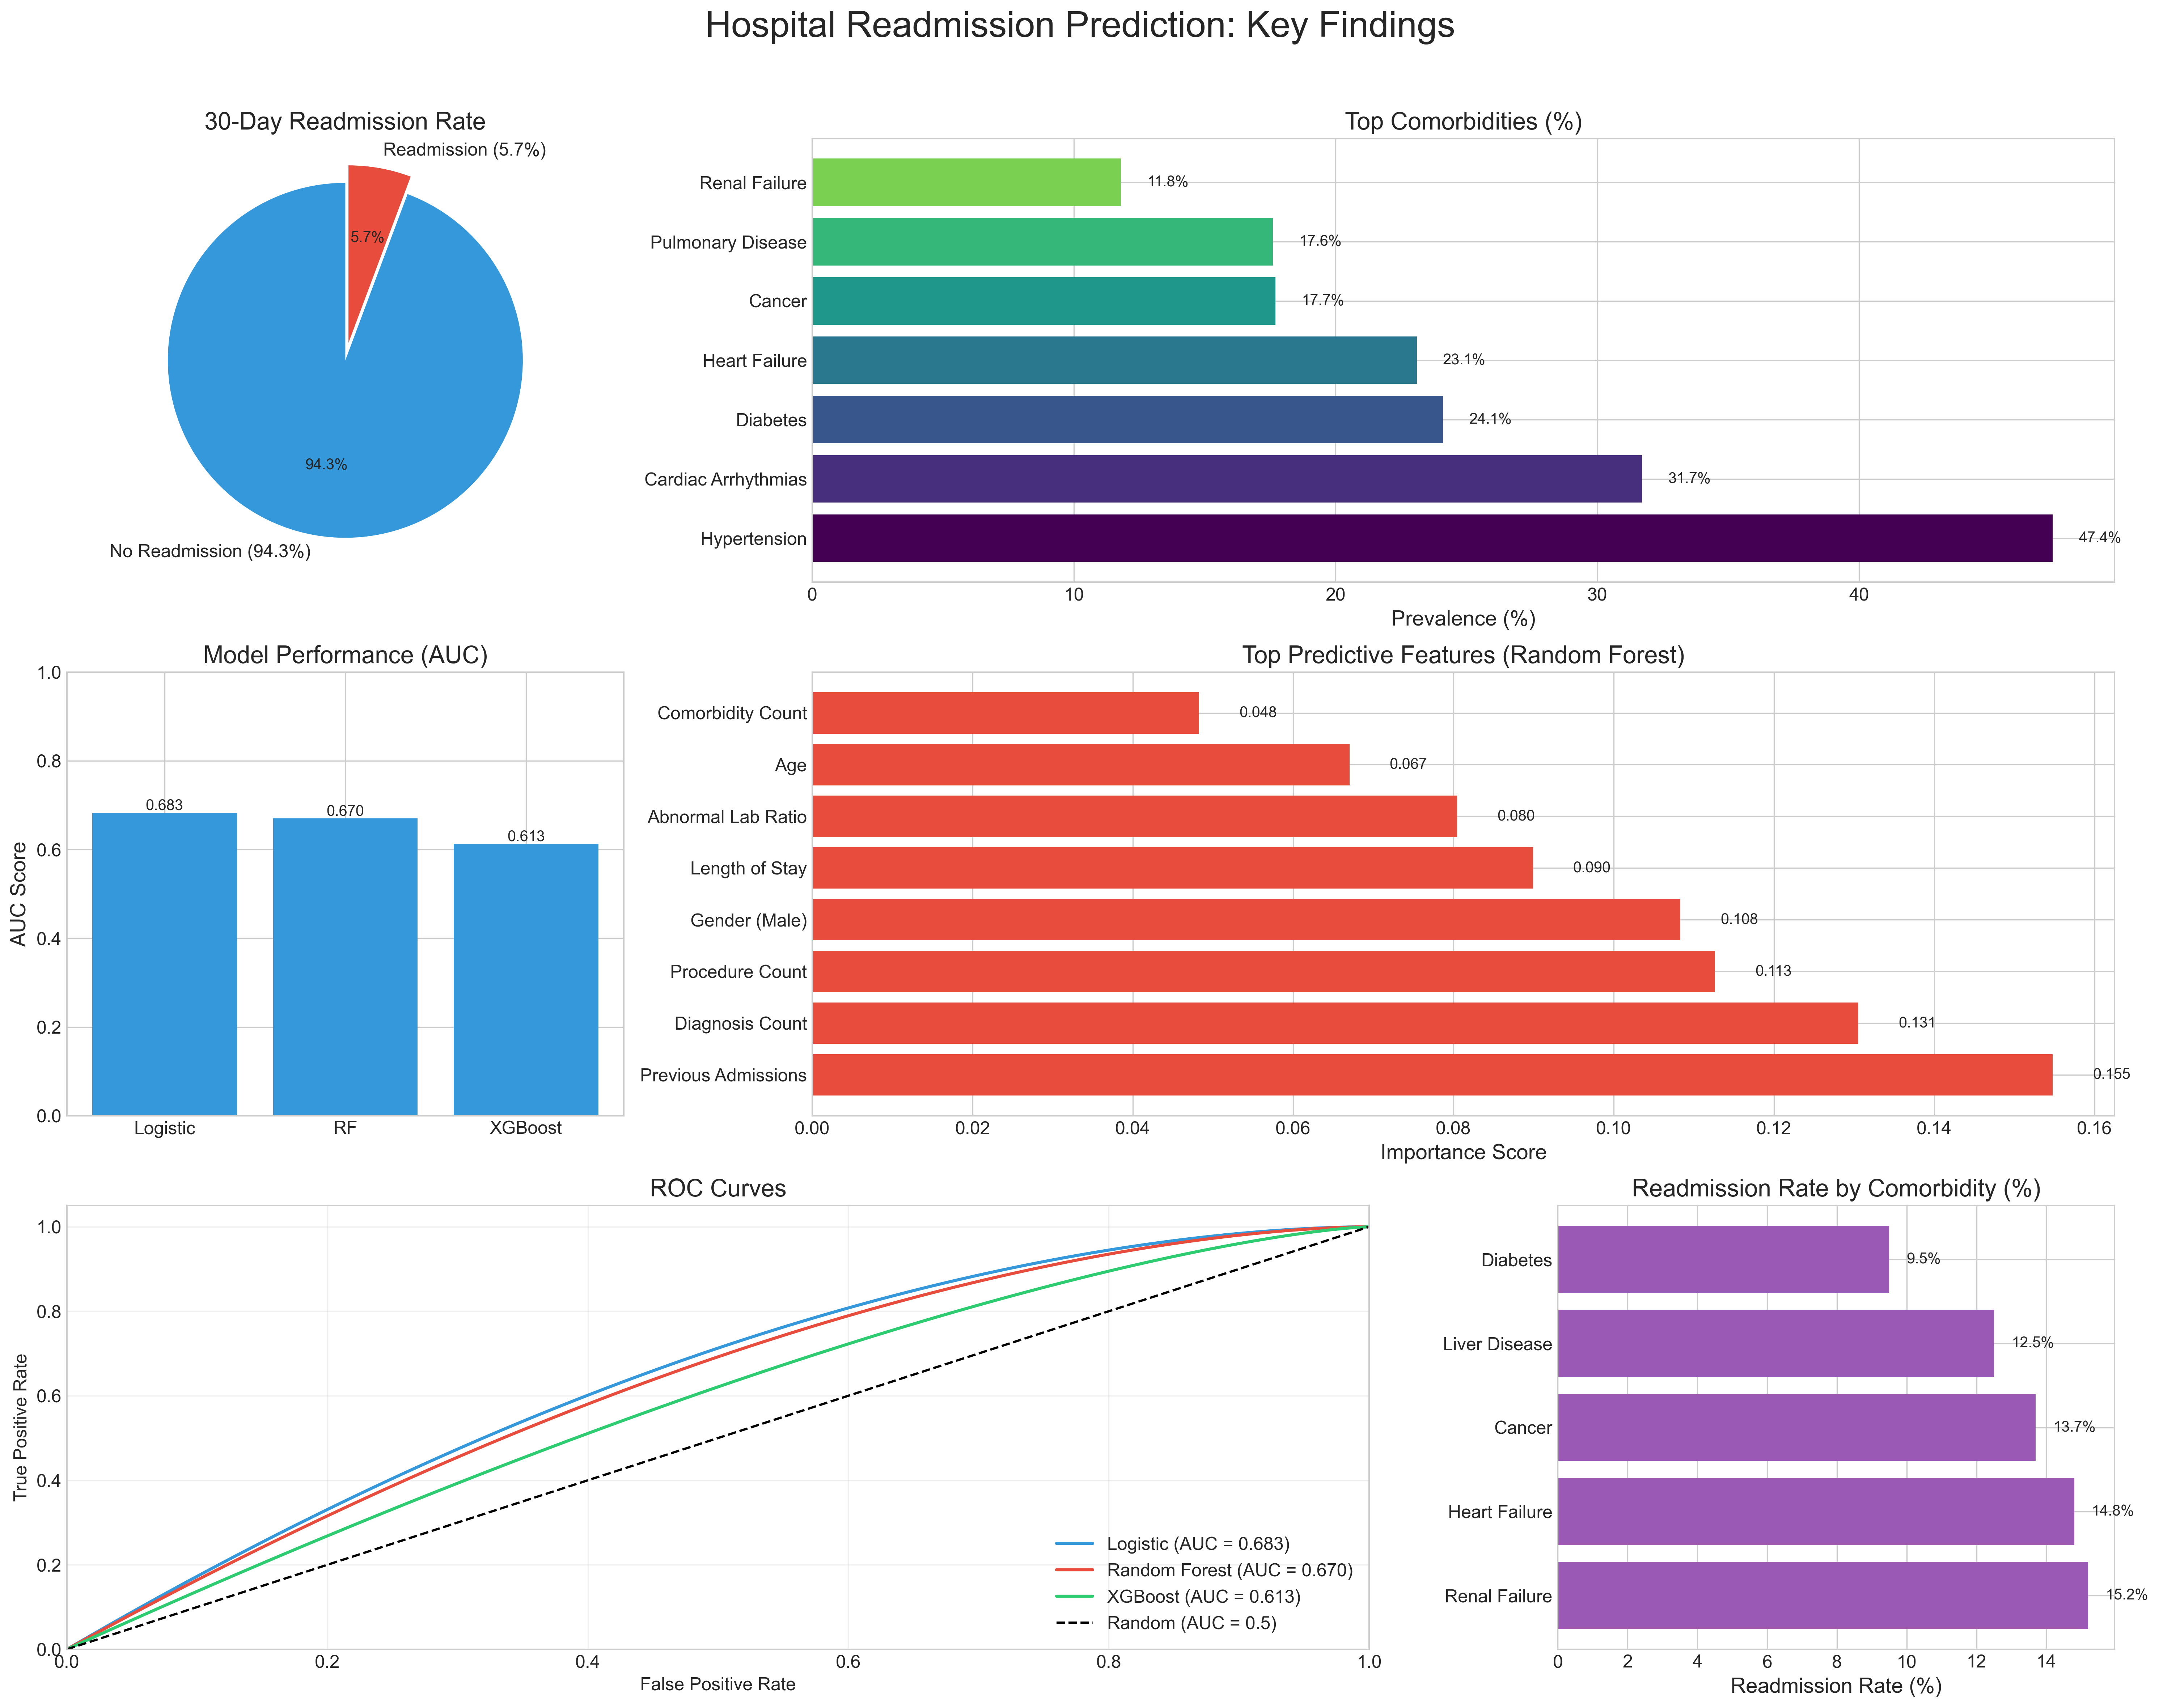 Hospital Readmission Prediction: Key Findings
30-Day Readmission Rate
Readmission (5.7%)
5.7%
94.3%
No Readmission (94.3%)
Top Comorbidities (%)
Renal Failure
11.8%
Pulmonary Disease
17.6%
Cancer
17.7%
Heart Failure
23.1%
Diabetes
24.1%
Cardiac Arrhythmias
31.7%
Hypertension
47.4%
0 10 20 30 40
Prevalence (%)
Model Performance (AUC)
AUC Score
1.0
0.8
0.6
0.4
0.2
0.0
0.683
0.670
0.613
Logistic RF XGBoost
Top Predictive Features (Random Forest)
Comorbidity Count
0.048
Age
0.067
Abnormal Lab Ratio
0.080
Length of Stay
0.090
Gender (Male)
0.108
Procedure Count
0.113
Diagnosis Count
0.131
Previous Admissions
0.155
0.00 0.02 0.04 0.06 0.08 0.10 0.12 0.14 0.16
Importance Score
ROC Curves
True Positive Rate
1.0
0.8
0.6
0.4
0.2
0.0
Logistic (AUC = 0.683)
Random Forest (AUC = 0.670)
XGBoost (AUC = 0.613)
Random (AUC = 0.5)
0.0 0.2 0.4 0.6 0.8 1.0
False Positive Rate
Readmission Rate by Comorbidity (%)
Diabetes
9.5%
Liver Disease
12.5%
Cancer
13.7%
Heart Failure
14.8%
Renal Failure
15.2%
0 2 4 6 8 10 12 14
Readmission Rate (%)